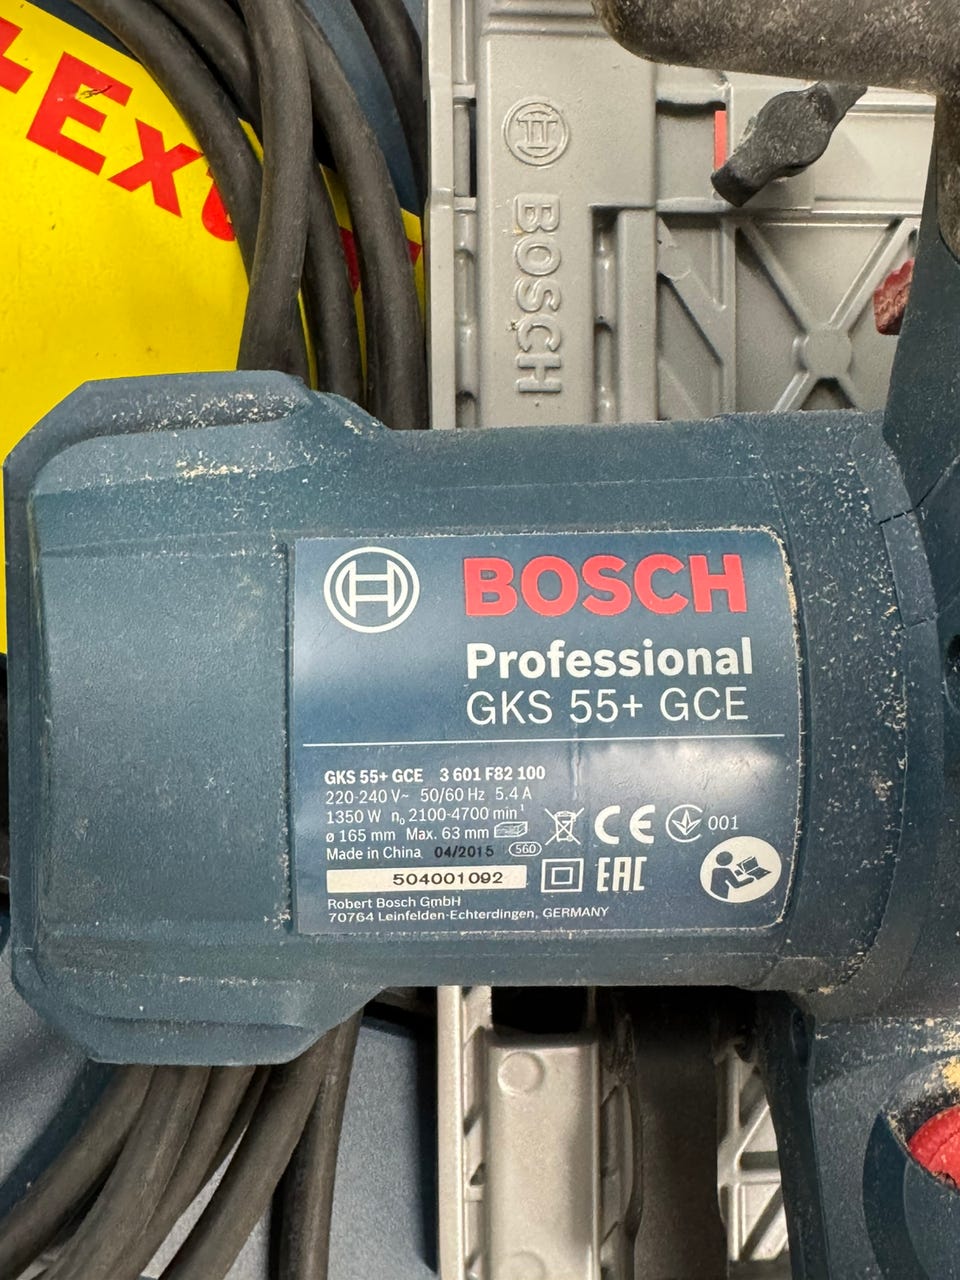 BOSCH
BOSCH
Professional
GKS 55+ GCE
GKS 55+ GCE 3 601 F82 100
220-240 V~ 50/60 Hz 5.4 A
1350 W n₀ 2100-4700 min⁻¹
ø 165 mm Max. 63 mm
Made in China 04/2015 560
504001092
CE
001
EAC
Robert Bosch GmbH
70764 Leinfelden-Echterdingen, GERMANY